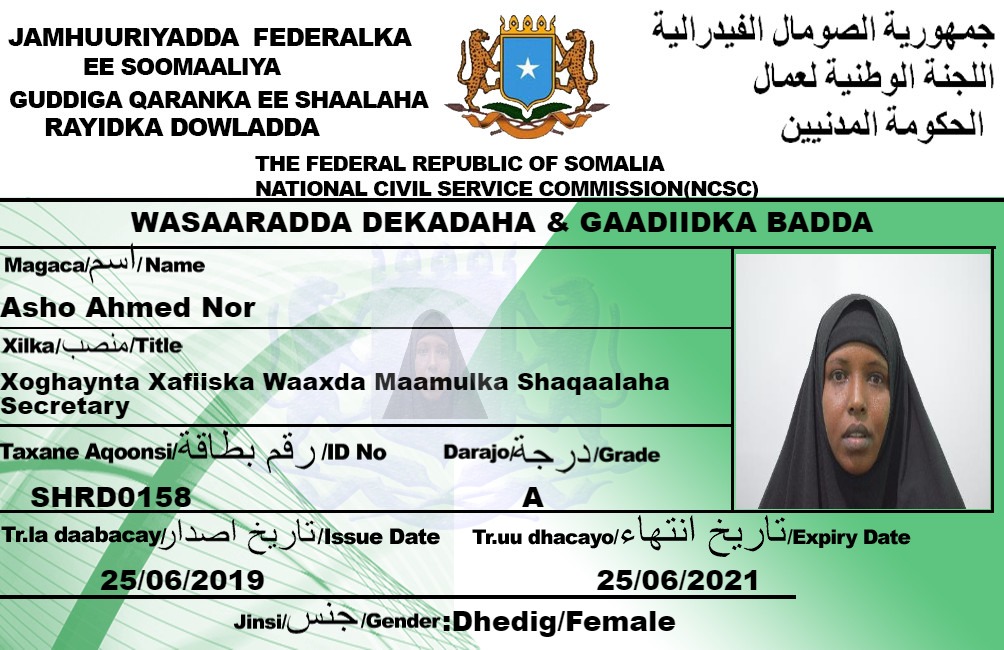 JAMHUURIYADDA FEDERALKA
EE SOOMAALIYA
GUDDIGA QARANKA EE SHAALAHA
RAYIDKA DOWLADDA
جمهورية الصومال الفيدرالية
اللجنة الوطنية لعمال
الحكومة المدنيين
THE FEDERAL REPUBLIC OF SOMALIA
NATIONAL CIVIL SERVICE COMMISSION(NCSC)
WASAARADDA DEKADAHA & GAADIIDKA BADDA
Magaca/اسم/Name
Asho Ahmed Nor
Xilka/منصب/Title
Xoghaynta Xafiiska Waaxda Maamulka Shaqaalaha
Secretary
Taxane Aqoonsi/رقم بطاقة/ID No
Darajo/درجة/Grade
SHRD0158
A
Tr.la daabacay/تاريخ اصدار/Issue Date
Tr.uu dhacayo/تاريخ انتهاء/Expiry Date
25/06/2019
25/06/2021
Jinsi/جنس/Gender:Dhedig/Female